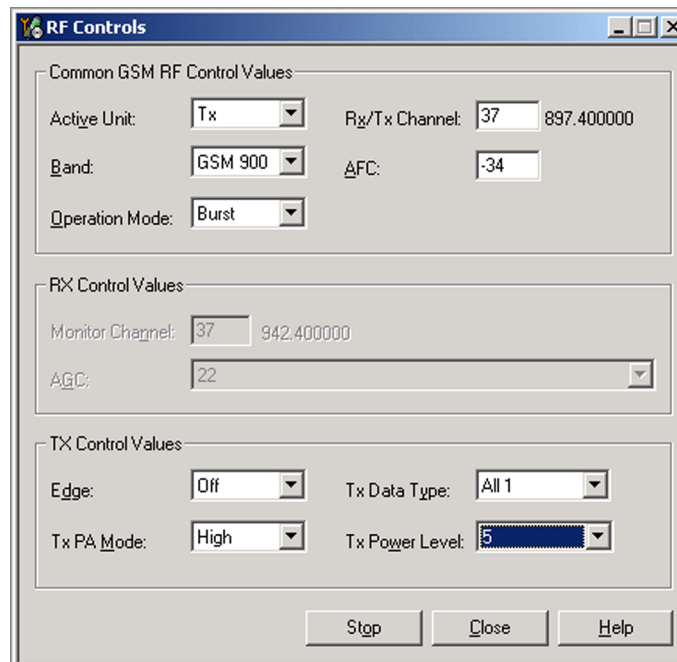 RF Controls
Common GSM RF Control Values
Active Unit: Tx Rx/Tx Channel: 37 897.400000
Band: GSM 900 AFC: -34
Operation Mode: Burst
RX Control Values
Monitor Channel: 37 942.400000
AGC: 22
TX Control Values
Edge: Off Tx Data Type: All 1
Tx PA Mode: High Tx Power Level: 5
Stop Close Help